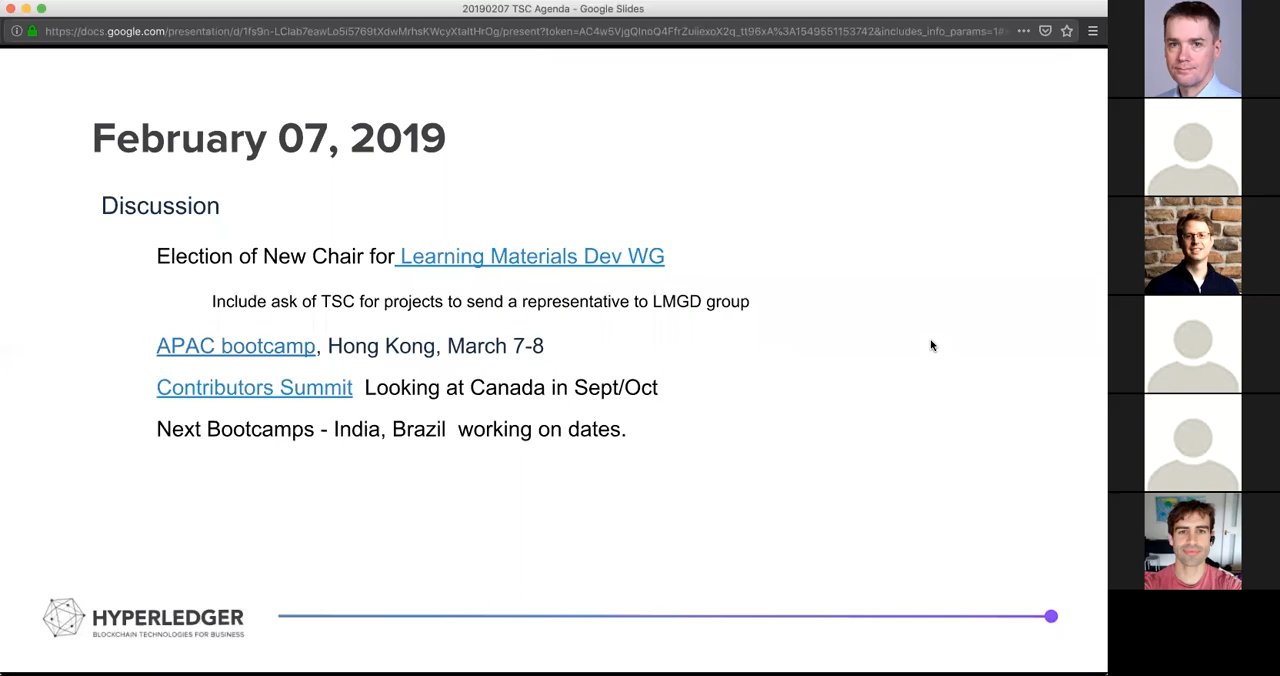 20190207 TSC Agenda - Google Slides
February 07, 2019
Discussion
Election of New Chair for Learning Materials Dev WG
Include ask of TSC for projects to send a representative to LMGD group
APAC bootcamp, Hong Kong, March 7-8
Contributors Summit  Looking at Canada in Sept/Oct
Next Bootcamps - India, Brazil  working on dates.
HYPERLEDGER
BLOCKCHAIN TECHNOLOGIES FOR BUSINESS